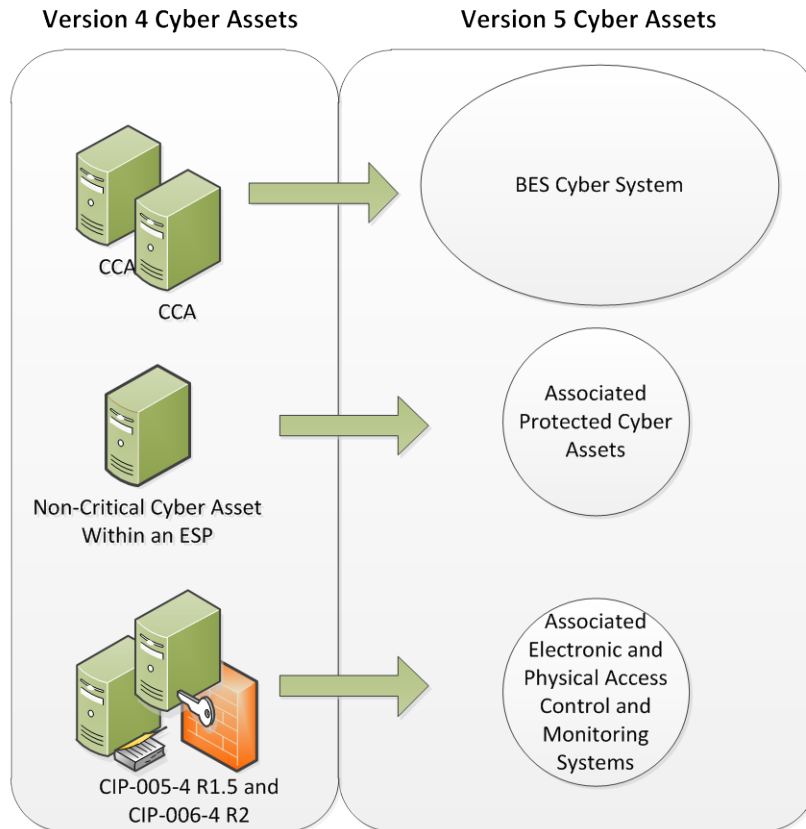 Version 4 Cyber Assets
Version 5 Cyber Assets
CCA
CCA
BES Cyber System
Non-Critical Cyber Asset
Within an ESP
Associated
Protected Cyber
Assets
CIP-005-4 R1.5 and
CIP-006-4 R2
Associated
Electronic and
Physical Access
Control and
Monitoring
Systems